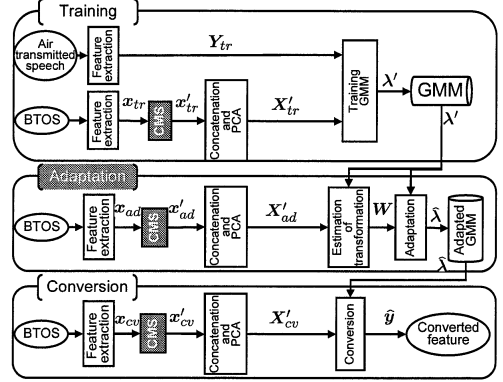 Training
Air
transmitted
speech
Feature
extraction
Y_tr
Training
GMM
λ′
GMM
BTOS
Feature
extraction
x_tr
CMS
x′_tr
Concatenation
and
PCA
X′_tr
λ′
Adaptation
BTOS
Feature
extraction
x_ad
CMS
x′_ad
Concatenation
and
PCA
X′_ad
Estimation
of
transformation
W
Adaptation
λ̂
Adapted
GMM
λ̂
Conversion
BTOS
Feature
extraction
x_cv
CMS
x′_cv
Concatenation
and
PCA
X′_cv
Conversion
ŷ
Converted
feature